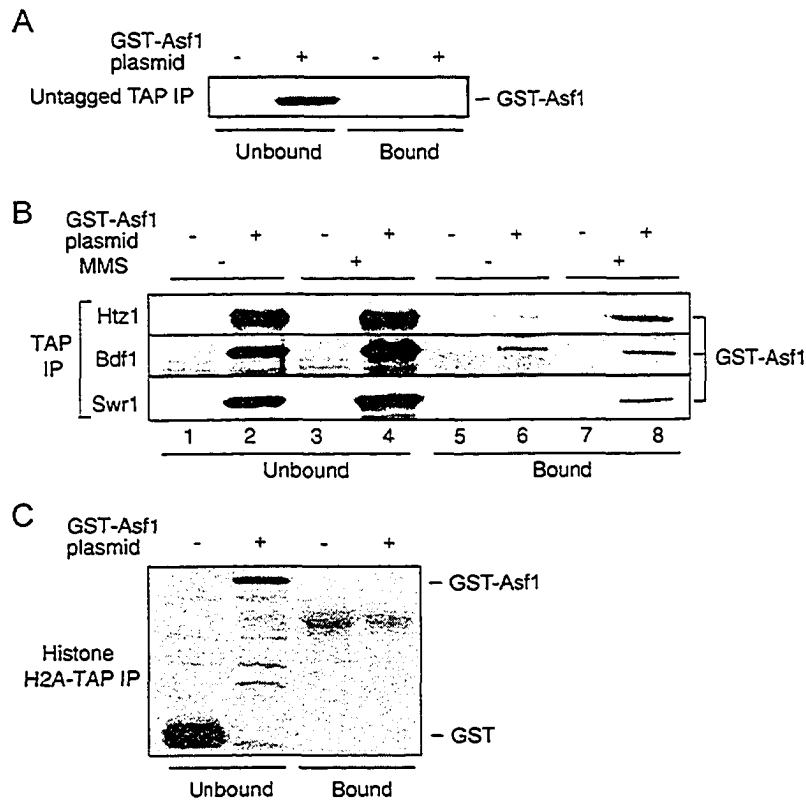 A
GST-Asf1
plasmid - + - +
Untagged TAP IP
– GST-Asf1
Unbound Bound
B
GST-Asf1
plasmid - + - + - + - +
MMS - + - +
TAP
IP
Htz1
Bdf1
Swr1
GST-Asf1
1 2 3 4 5 6 7 8
Unbound Bound
C
GST-Asf1
plasmid - + - +
– GST-Asf1
Histone
H2A-TAP IP
– GST
Unbound Bound